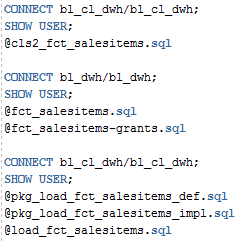 CONNECT bl_cl_dwh/bl_cl_dwh;
SHOW USER;
@cls2_fct_salesitems.sql
CONNECT bl_dwh/bl_dwh;
SHOW USER;
@fct_salesitems.sql
@fct_salesitems-grants.sql
CONNECT bl_cl_dwh/bl_cl_dwh;
SHOW USER;
@pkg_load_fct_salesitems_def.sql
@pkg_load_fct_salesitems_impl.sql
@load_fct_salesitems.sql